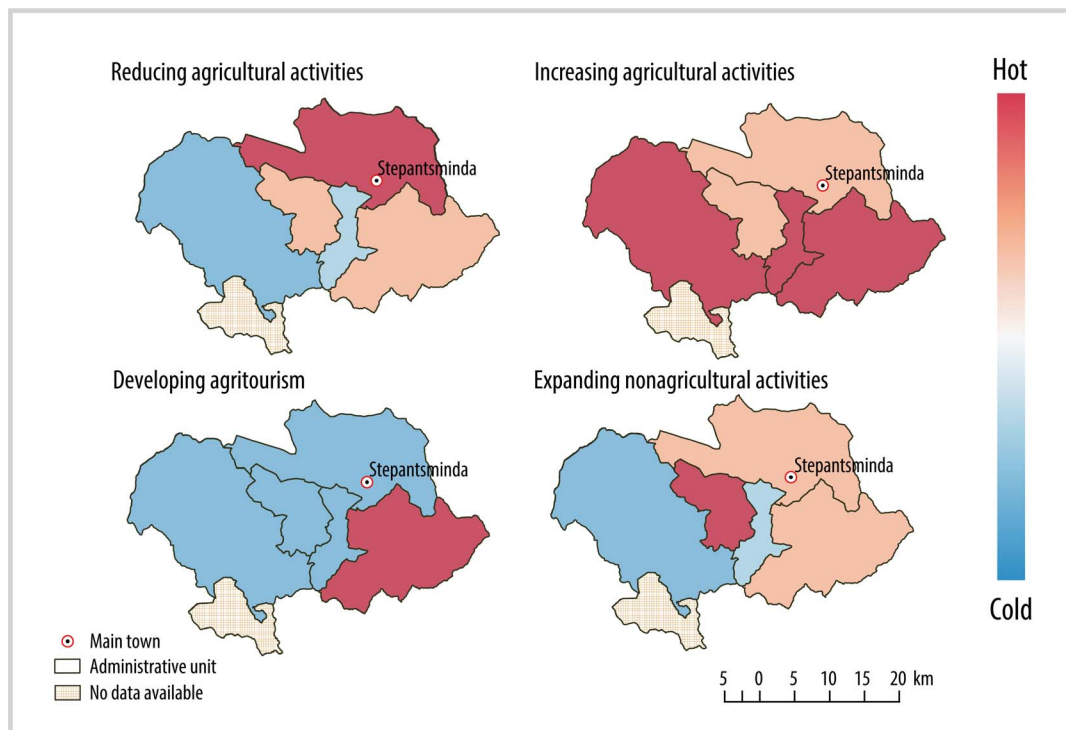 Reducing agricultural activities
Stepantsminda
Increasing agricultural activities
Stepantsminda
Hot
Developing agritourism
Stepantsminda
Expanding nonagricultural activities
Stepantsminda
Cold
Main town
Administrative unit
No data available
5 0 5 10 15 20 km